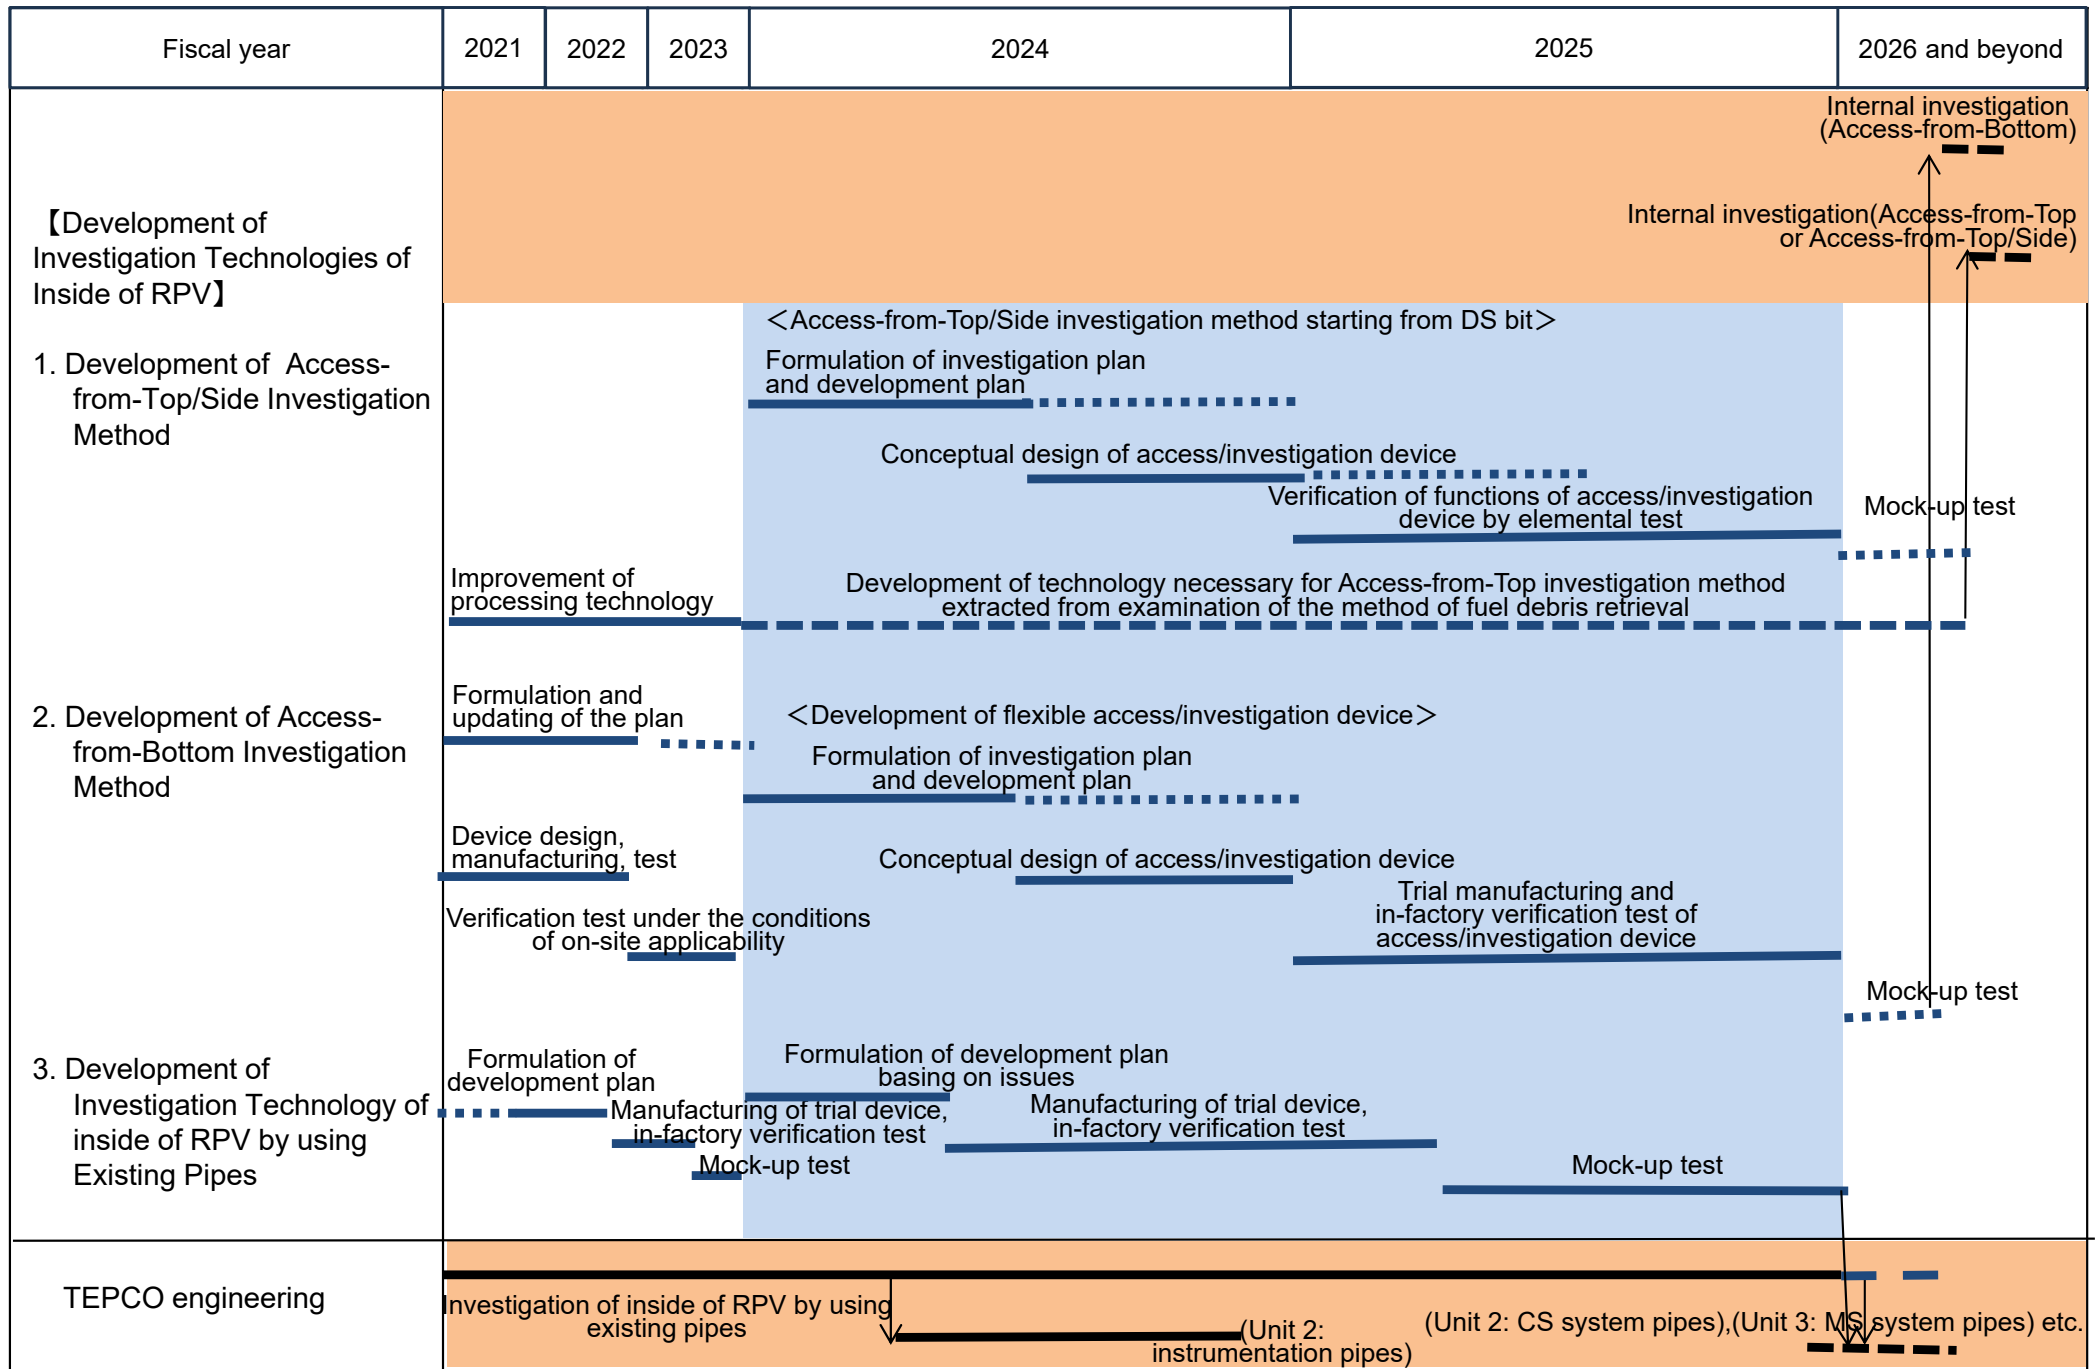 Fiscal year
2021
2022
2023
2024
2025
2026 and beyond
Internal investigation
(Access-from-Bottom)
Internal investigation(Access-from-Top
or Access-from-Top/Side)
【Development of
Investigation Technologies of
Inside of RPV】
1. Development of Access-
from-Top/Side Investigation
Method
＜Access-from-Top/Side investigation method starting from DS bit＞
Formulation of investigation plan
and development plan
Conceptual design of access/investigation device
Verification of functions of access/investigation
device by elemental test
Mock-up test
Improvement of
processing technology
Development of technology necessary for Access-from-Top investigation method
extracted from examination of the method of fuel debris retrieval
2. Development of Access-
from-Bottom Investigation
Method
Formulation and
updating of the plan
＜Development of flexible access/investigation device＞
Formulation of investigation plan
and development plan
Device design,
manufacturing, test
Conceptual design of access/investigation device
Verification test under the conditions
of on-site applicability
Trial manufacturing and
in-factory verification test of
access/investigation device
Mock-up test
3. Development of
Investigation Technology of
inside of RPV by using
Existing Pipes
Formulation of
development plan
Manufacturing of trial device,
in-factory verification test
Mock-up test
Formulation of development plan
basing on issues
Manufacturing of trial device,
in-factory verification test
Mock-up test
TEPCO engineering
Investigation of inside of RPV by using
existing pipes
(Unit 2:
instrumentation pipes)
(Unit 2: CS system pipes),(Unit 3: MS system pipes) etc.